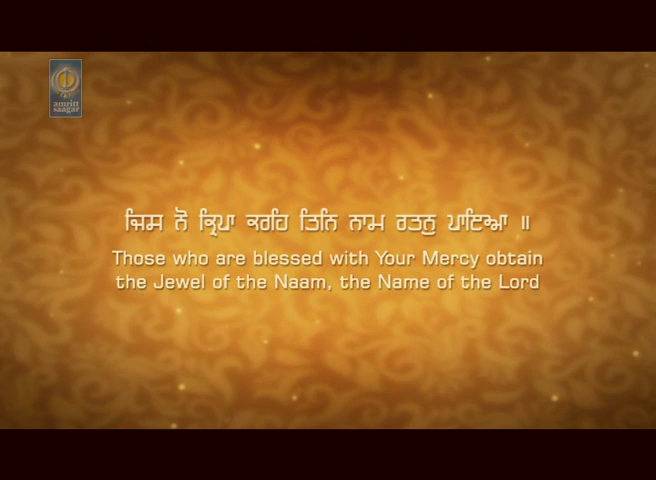 amritt
saagar
ਜਿਸ ਨੋ ਕ੍ਰਿਪਾ ਕਰਹਿ ਤਿਨਿ ਨਾਮ ਰਤਨੁ ਪਾਇਆ ॥
Those who are blessed with Your Mercy obtain
the Jewel of the Naam, the Name of the Lord